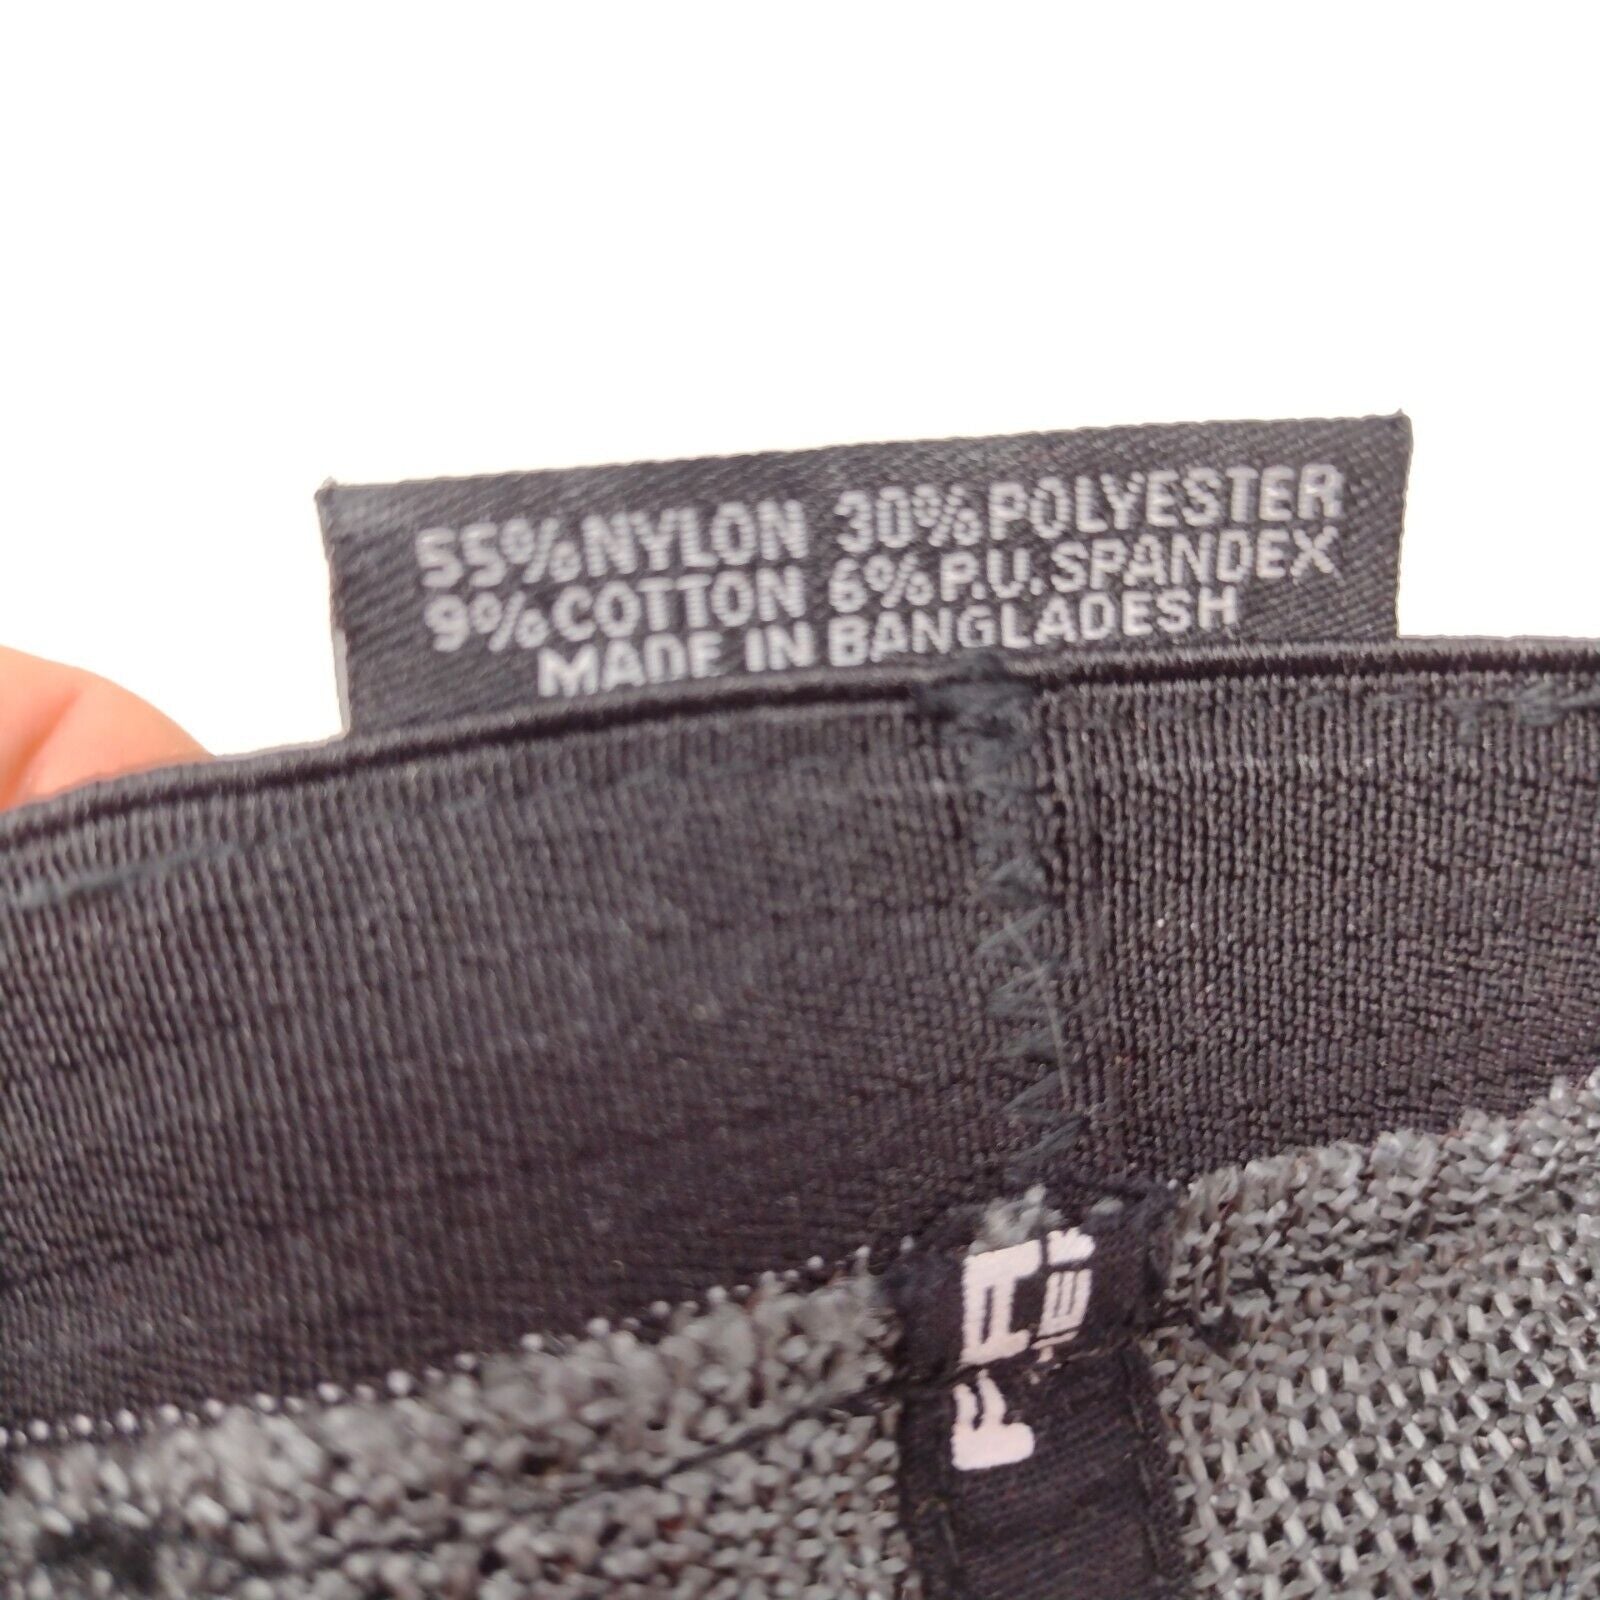 55% NYLON 30% POLYESTER
9% COTTON 6% P.U. SPANDEX
MADE IN BANGLADESH